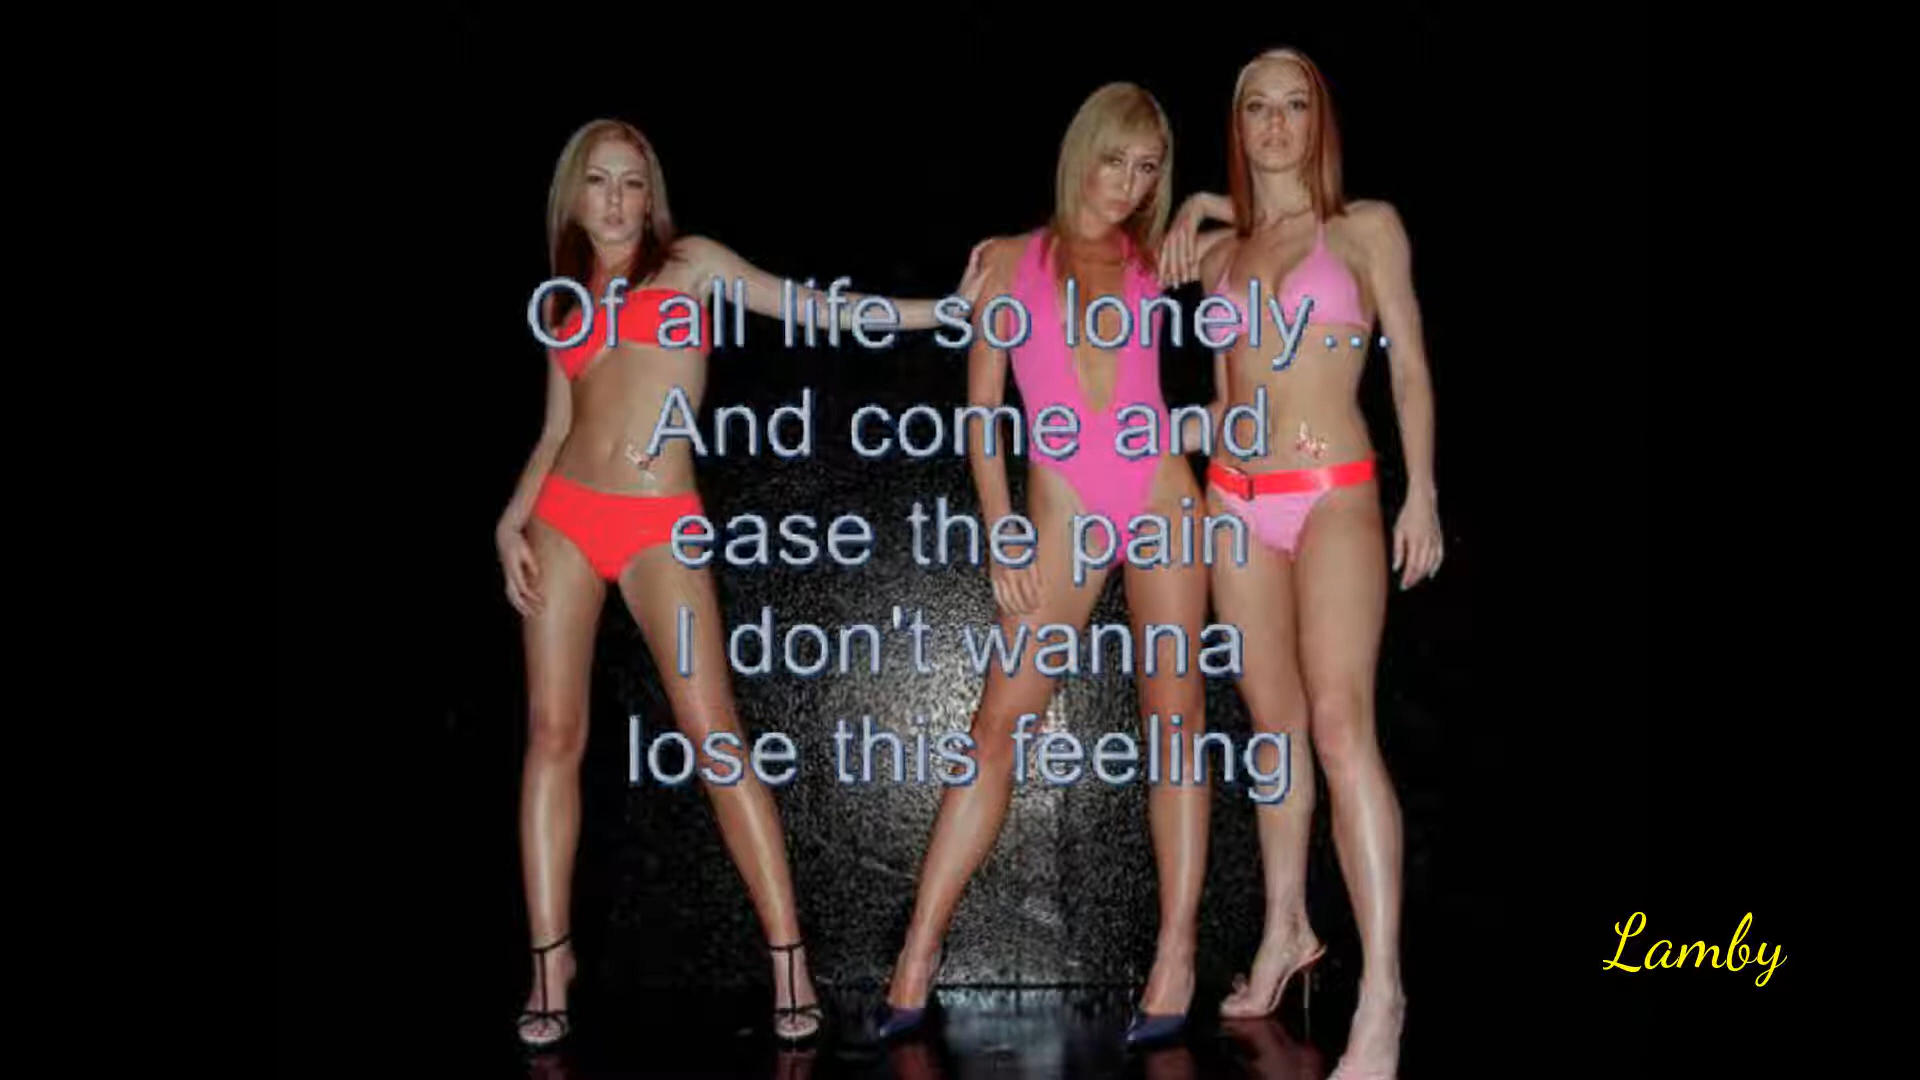 Of all life so lonely...
And come and
ease the pain
I don't wanna
lose this feeling
Lamby